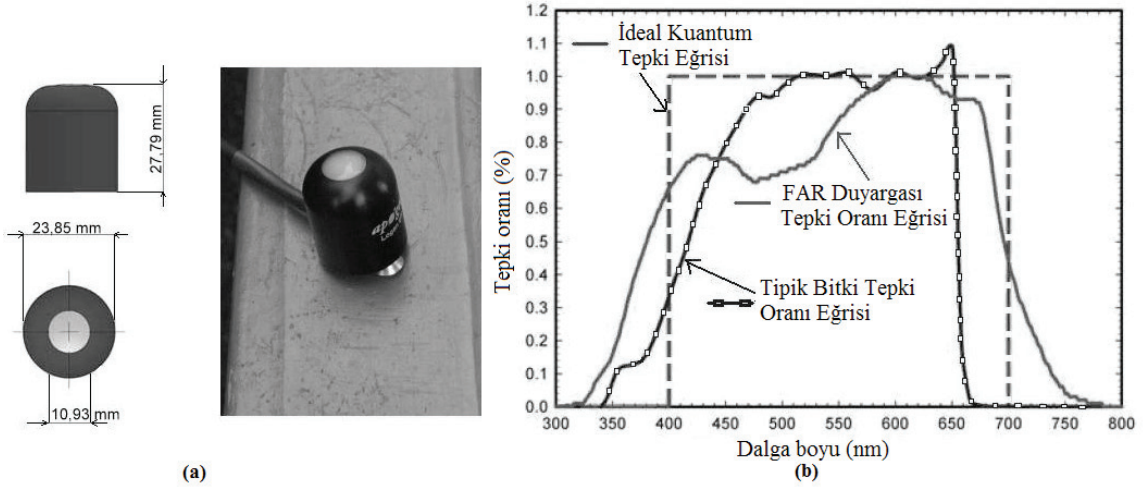 27,79 mm
23,85 mm
10,93 mm
apogee
(a)
1.2
1.1
1.0
0.9
0.8
0.7
0.6
0.5
0.4
0.3
0.2
0.1
0.0
Tepki oranı (%)
İdeal Kuantum
Tepki Eğrisi
FAR Duyargası
Tepki Oranı Eğrisi
Tipik Bitki Tepki
Oranı Eğrisi
300 350 400 450 500 550 600 650 700 750 800
Dalga boyu (nm)
(b)